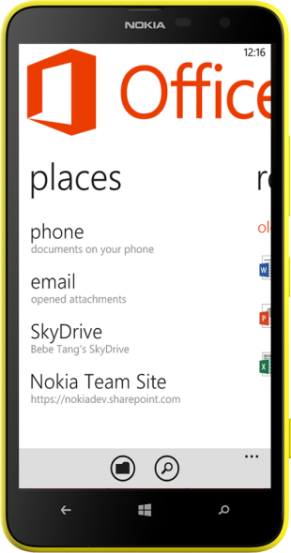 NOKIA
12:16
Office
places
phone
documents on your phone
email
opened attachments
SkyDrive
Bebe Tang's SkyDrive
Nokia Team Site
https://nokiadev.sharepoint.com